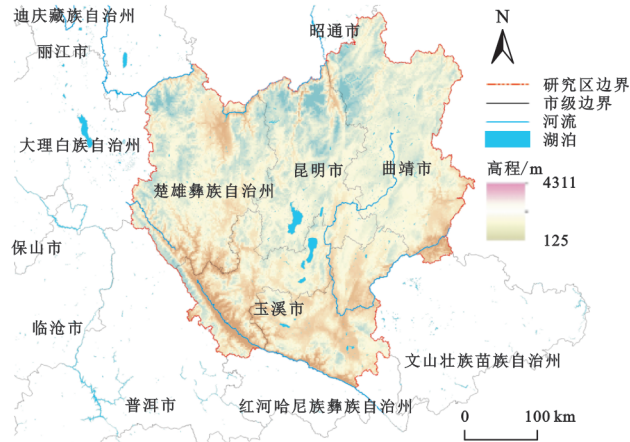 迪庆藏族自治州
昭通市
N
丽江市
研究区边界
市级边界
河流
湖泊
大理白族自治州
昆明市
曲靖市
高程/m
4311
125
楚雄彝族自治州
保山市
玉溪市
临沧市
文山壮族苗族自治州
普洱市
红河哈尼族彝族自治州
0
100 km